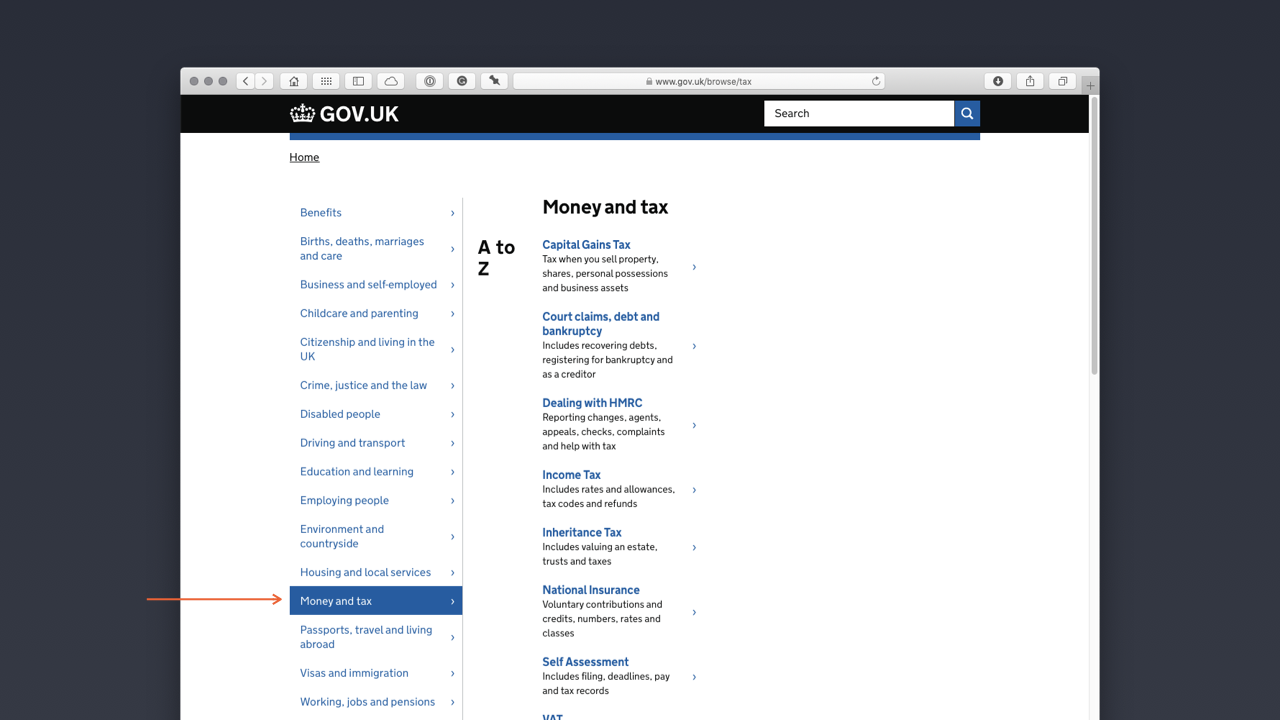 www.gov.uk/browse/tax
GOV.UK
Search
Home
Benefits
Births, deaths, marriages
and care
Business and self-employed
Childcare and parenting
Citizenship and living in the
UK
Crime, justice and the law
Disabled people
Driving and transport
Education and learning
Employing people
Environment and
countryside
Housing and local services
Money and tax
Passports, travel and living
abroad
Visas and immigration
Working, jobs and pensions
A to
Z
Money and tax
Capital Gains Tax
Tax when you sell property,
shares, personal possessions
and business assets
Court claims, debt and
bankruptcy
Includes recovering debts,
registering for bankruptcy and
as a creditor
Dealing with HMRC
Reporting changes, agents,
appeals, checks, complaints
and help with tax
Income Tax
Includes rates and allowances,
tax codes and refunds
Inheritance Tax
Includes valuing an estate,
trusts and taxes
National Insurance
Voluntary contributions and
credits, numbers, rates and
classes
Self Assessment
Includes filing, deadlines, pay
and tax records
VAT